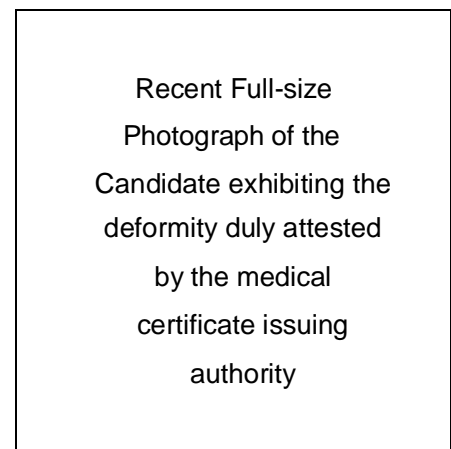 Recent Full-size
Photograph of the
Candidate exhibiting the
deformity duly attested
by the medical
certificate issuing
authority